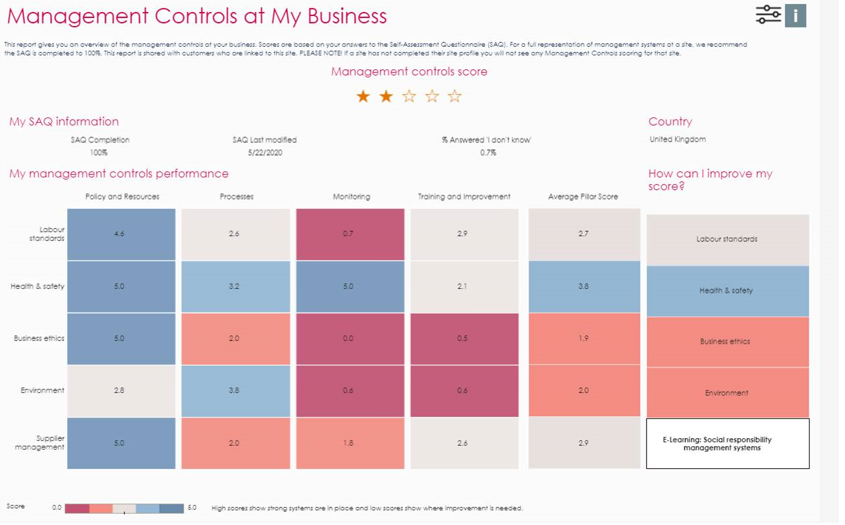 Management Controls at My Business
i
This report gives you an overview of the management controls at your business. Scores are based on your answers to the Self-Assessment Questionnaire (SAQ). For a full representation of management systems at a site, we recommend
the SAQ is completed to 100%. This report is shared with customers who are linked to this site. PLEASE NOTE! If a site has not completed their site profile you will not see any Management Controls scoring for that site.
Management controls score
My SAQ information
Country
SAQ Completion
SAQ Last modified
% Answered 'I don't know'
United Kingdom
100%
5/22/2020
0.7%
My management controls performance
How can I improve my
score?
Policy and Resources
Processes
Monitoring
Training and Improvement
Average Pillar Score
Labour
standards
4.6
2.6
0.7
2.9
2.7
Labour standards
Health & safety
5.0
3.2
5.0
2.1
3.8
Health & safety
Business ethics
5.0
2.0
0.0
0.5
1.9
Business ethics
Environment
2.8
3.8
0.6
0.6
2.0
Environment
Supplier
management
5.0
2.0
1.8
2.6
2.9
E-Learning: Social responsibility
management systems
Score
0.0
5.0
High scores show strong systems are in place and low scores show where improvement is needed.